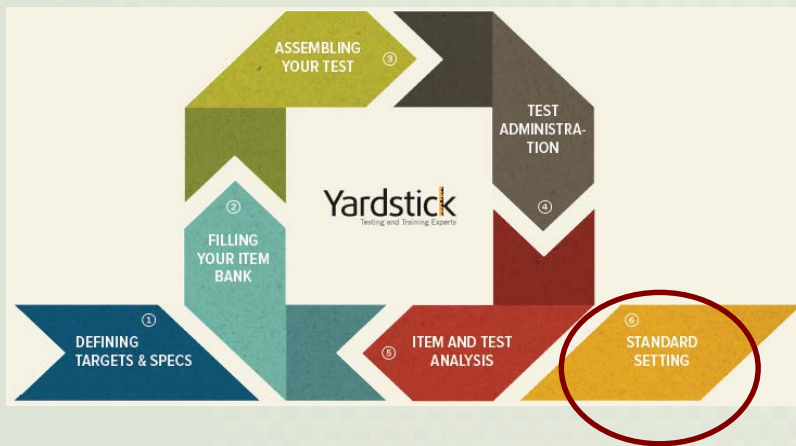 ①
DEFINING
TARGETS & SPECS
②
FILLING
YOUR ITEM
BANK
ASSEMBLING
YOUR TEST
③
TEST
ADMINISTRA-
TION
④
Yardstick
Testing and Training Experts
⑤
ITEM AND TEST
ANALYSIS
⑥
STANDARD
SETTING